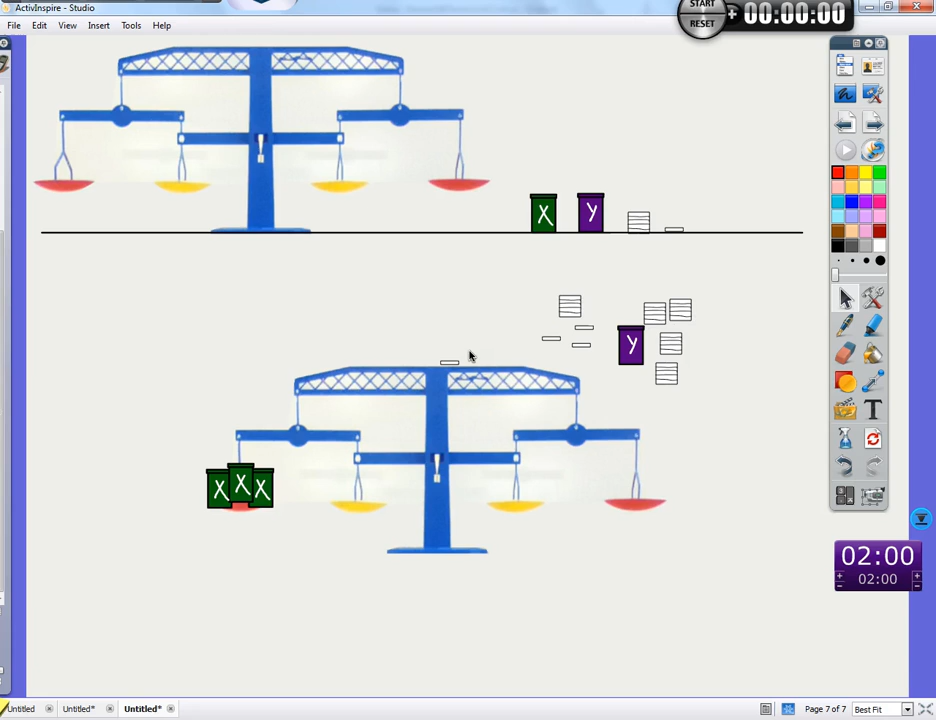 ActivInspire - Studio
START
RESET
00:00:00
File Edit View Insert Tools Help
X Y
Y
X X X
T
02:00
02:00
Untitled Untitled* Untitled*
Page 7 of 7 Best Fit